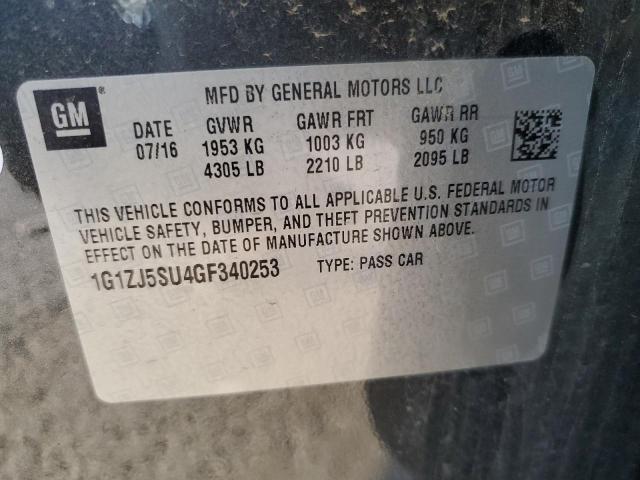 GM®
MFD BY GENERAL MOTORS LLC
DATE GVWR GAWR FRT GAWR RR
07/16 1953 KG 1003 KG 950 KG
4305 LB 2210 LB 2095 LB
THIS VEHICLE CONFORMS TO ALL APPLICABLE U.S. FEDERAL MOTOR
VEHICLE SAFETY, BUMPER, AND THEFT PREVENTION STANDARDS IN
EFFECT ON THE DATE OF MANUFACTURE SHOWN ABOVE.
1G1ZJ5SU4GF340253 TYPE: PASS CAR